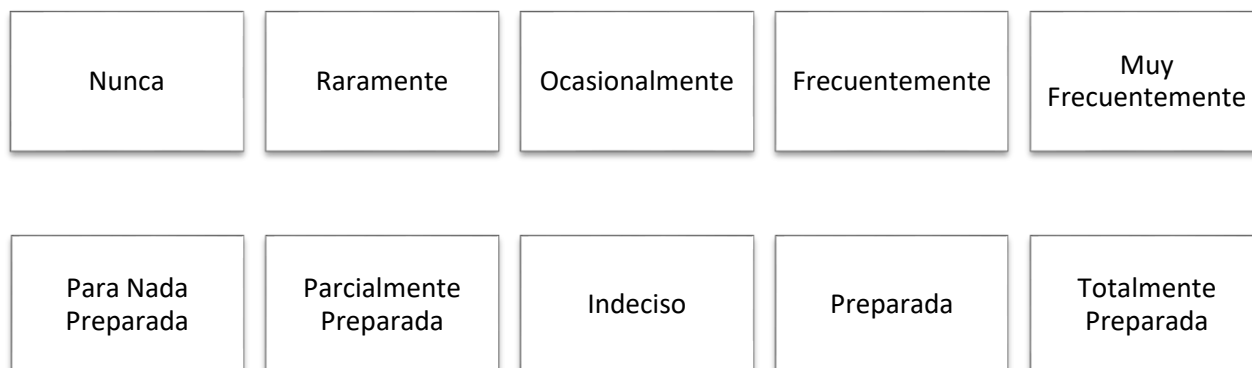 Nunca
Raramente
Ocasionalmente
Frecuentemente
Muy
Frecuentemente
Para Nada
Preparada
Parcialmente
Preparada
Indeciso
Preparada
Totalmente
Preparada